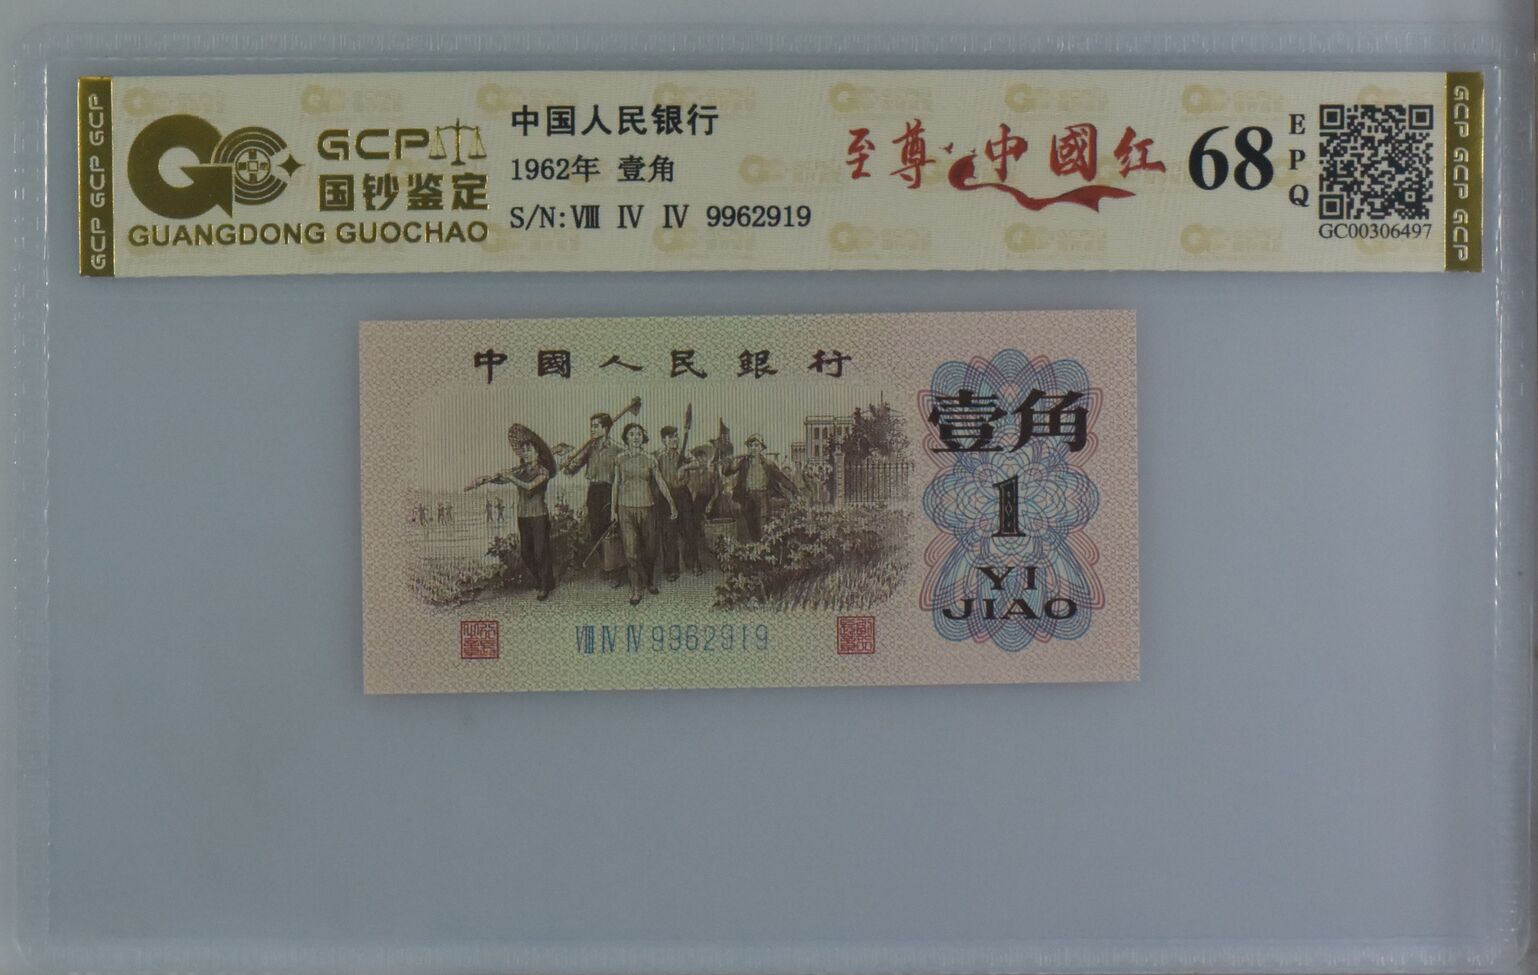 GCP GCP GCP
GCP
国钞鉴定
GUANGDONG GUOCHAO
中国人民银行
1962年 壹角
S/N:Ⅷ Ⅳ Ⅳ 9962919
至尊·中國红
68
EPQ
GC00306497
GCP GCP GCP
中國人民銀行
壹角
1
YI
JIAO
Ⅷ Ⅳ Ⅳ 9962919